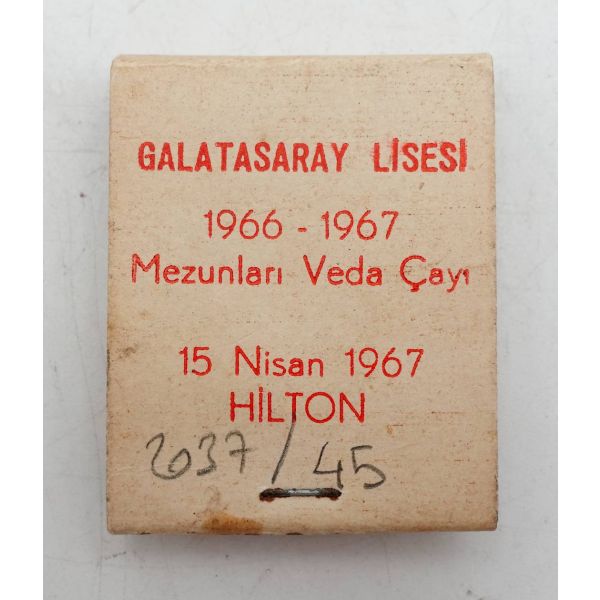 GALATASARAY LİSESİ
1966 - 1967
Mezunları Veda Çayı
15 Nisan 1967
HİLTON
2037/45